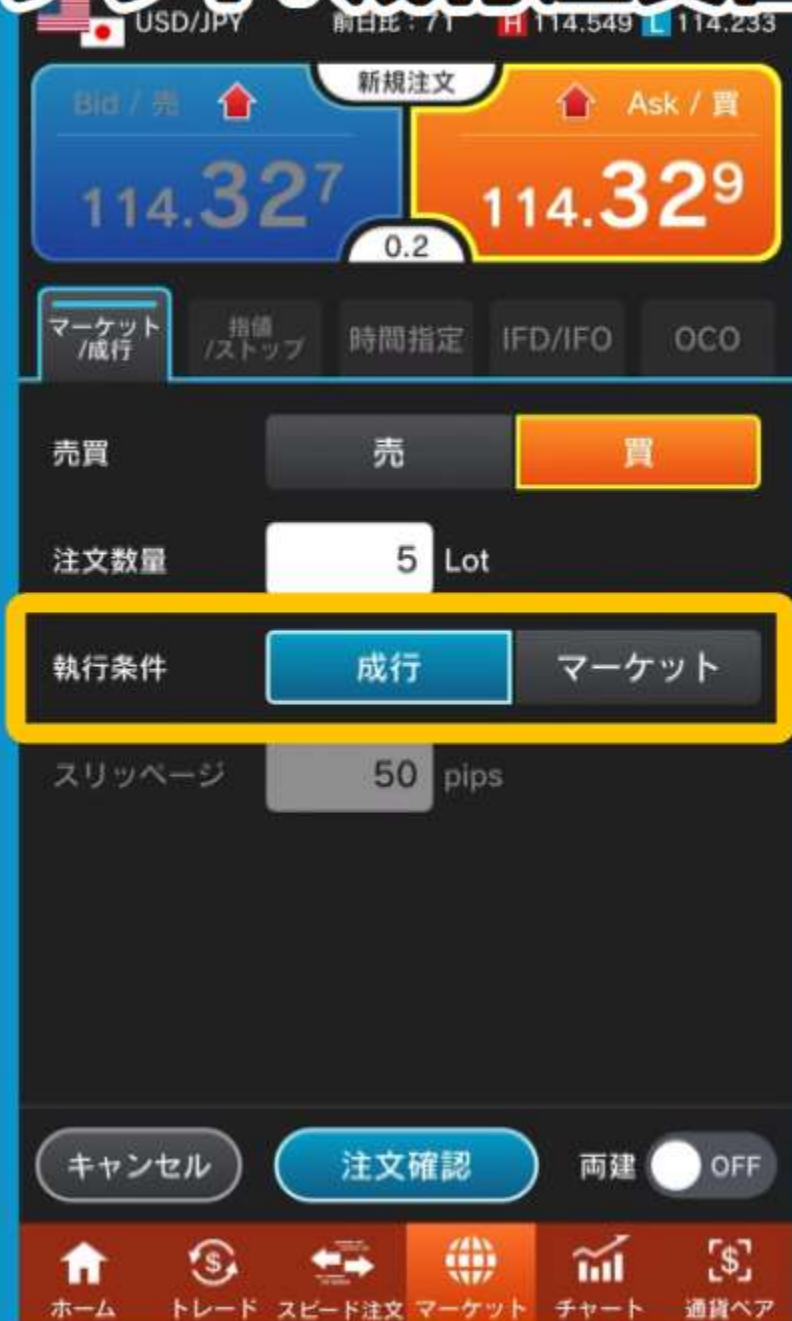 USD/JPY 前日比：71 H 114.549 L 114.233
新規注文
Bid / 売 Ask / 買
114.327 114.329
0.2
マーケット/成行 指値/ストップ 時間指定 IFD/IFO OCO
売買 売 買
注文数量 5 Lot
執行条件 成行 マーケット
スリッページ 50 pips
キャンセル 注文確認 両建 OFF
ホーム トレード スピード注文 マーケット チャート 通貨ペア